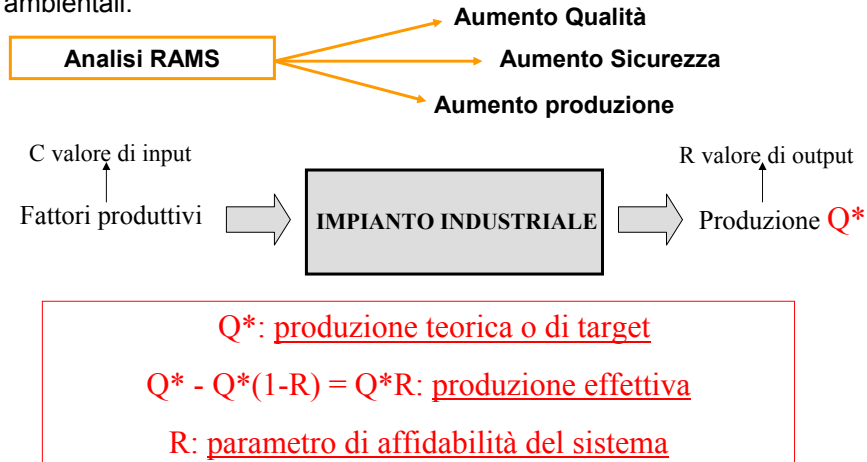 ambientali.
Aumento Qualità
Analisi RAMS
Aumento Sicurezza
Aumento produzione
C valore di input
R valore di output
Fattori produttivi
IMPIANTO INDUSTRIALE
Produzione Q*
Q*: produzione teorica o di target
Q* - Q*(1-R) = Q*R: produzione effettiva
R: parametro di affidabilità del sistema